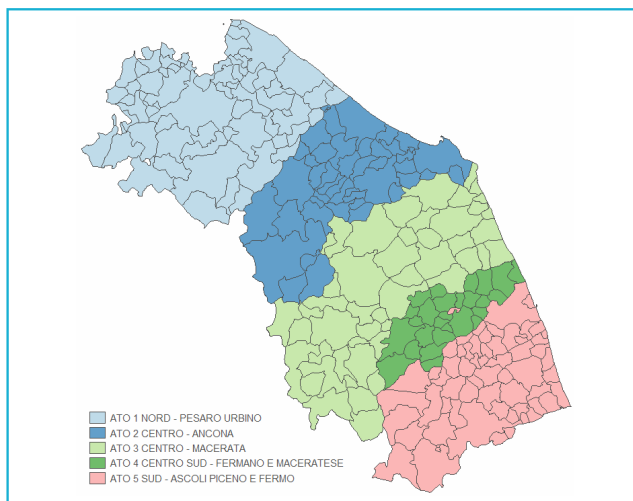 ATO 1 NORD - PESARO URBINO
ATO 2 CENTRO - ANCONA
ATO 3 CENTRO - MACERATA
ATO 4 CENTRO SUD - FERMANO E MACERATESE
ATO 5 SUD - ASCOLI PICENO E FERMO